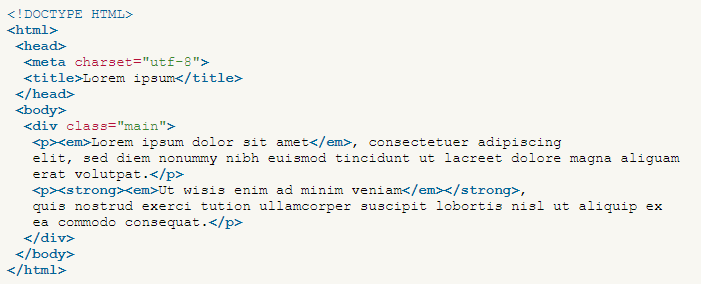 <!DOCTYPE HTML>
<html>
<head>
<meta charset="utf-8">
<title>Lorem ipsum</title>
</head>
<body>
<div class="main">
<p><em>Lorem ipsum dolor sit amet</em>, consectetuer adipiscing
elit, sed diem nonummy nibh euismod tincidunt ut lacreet dolore magna aliguam
erat volutpat.</p>
<p><strong><em>Ut wisis enim ad minim veniam</em></strong>,
quis nostrud exerci tution ullamcorper suscipit lobortis nisl ut aliquip ex
ea commodo consequat.</p>
</div>
</body>
</html>